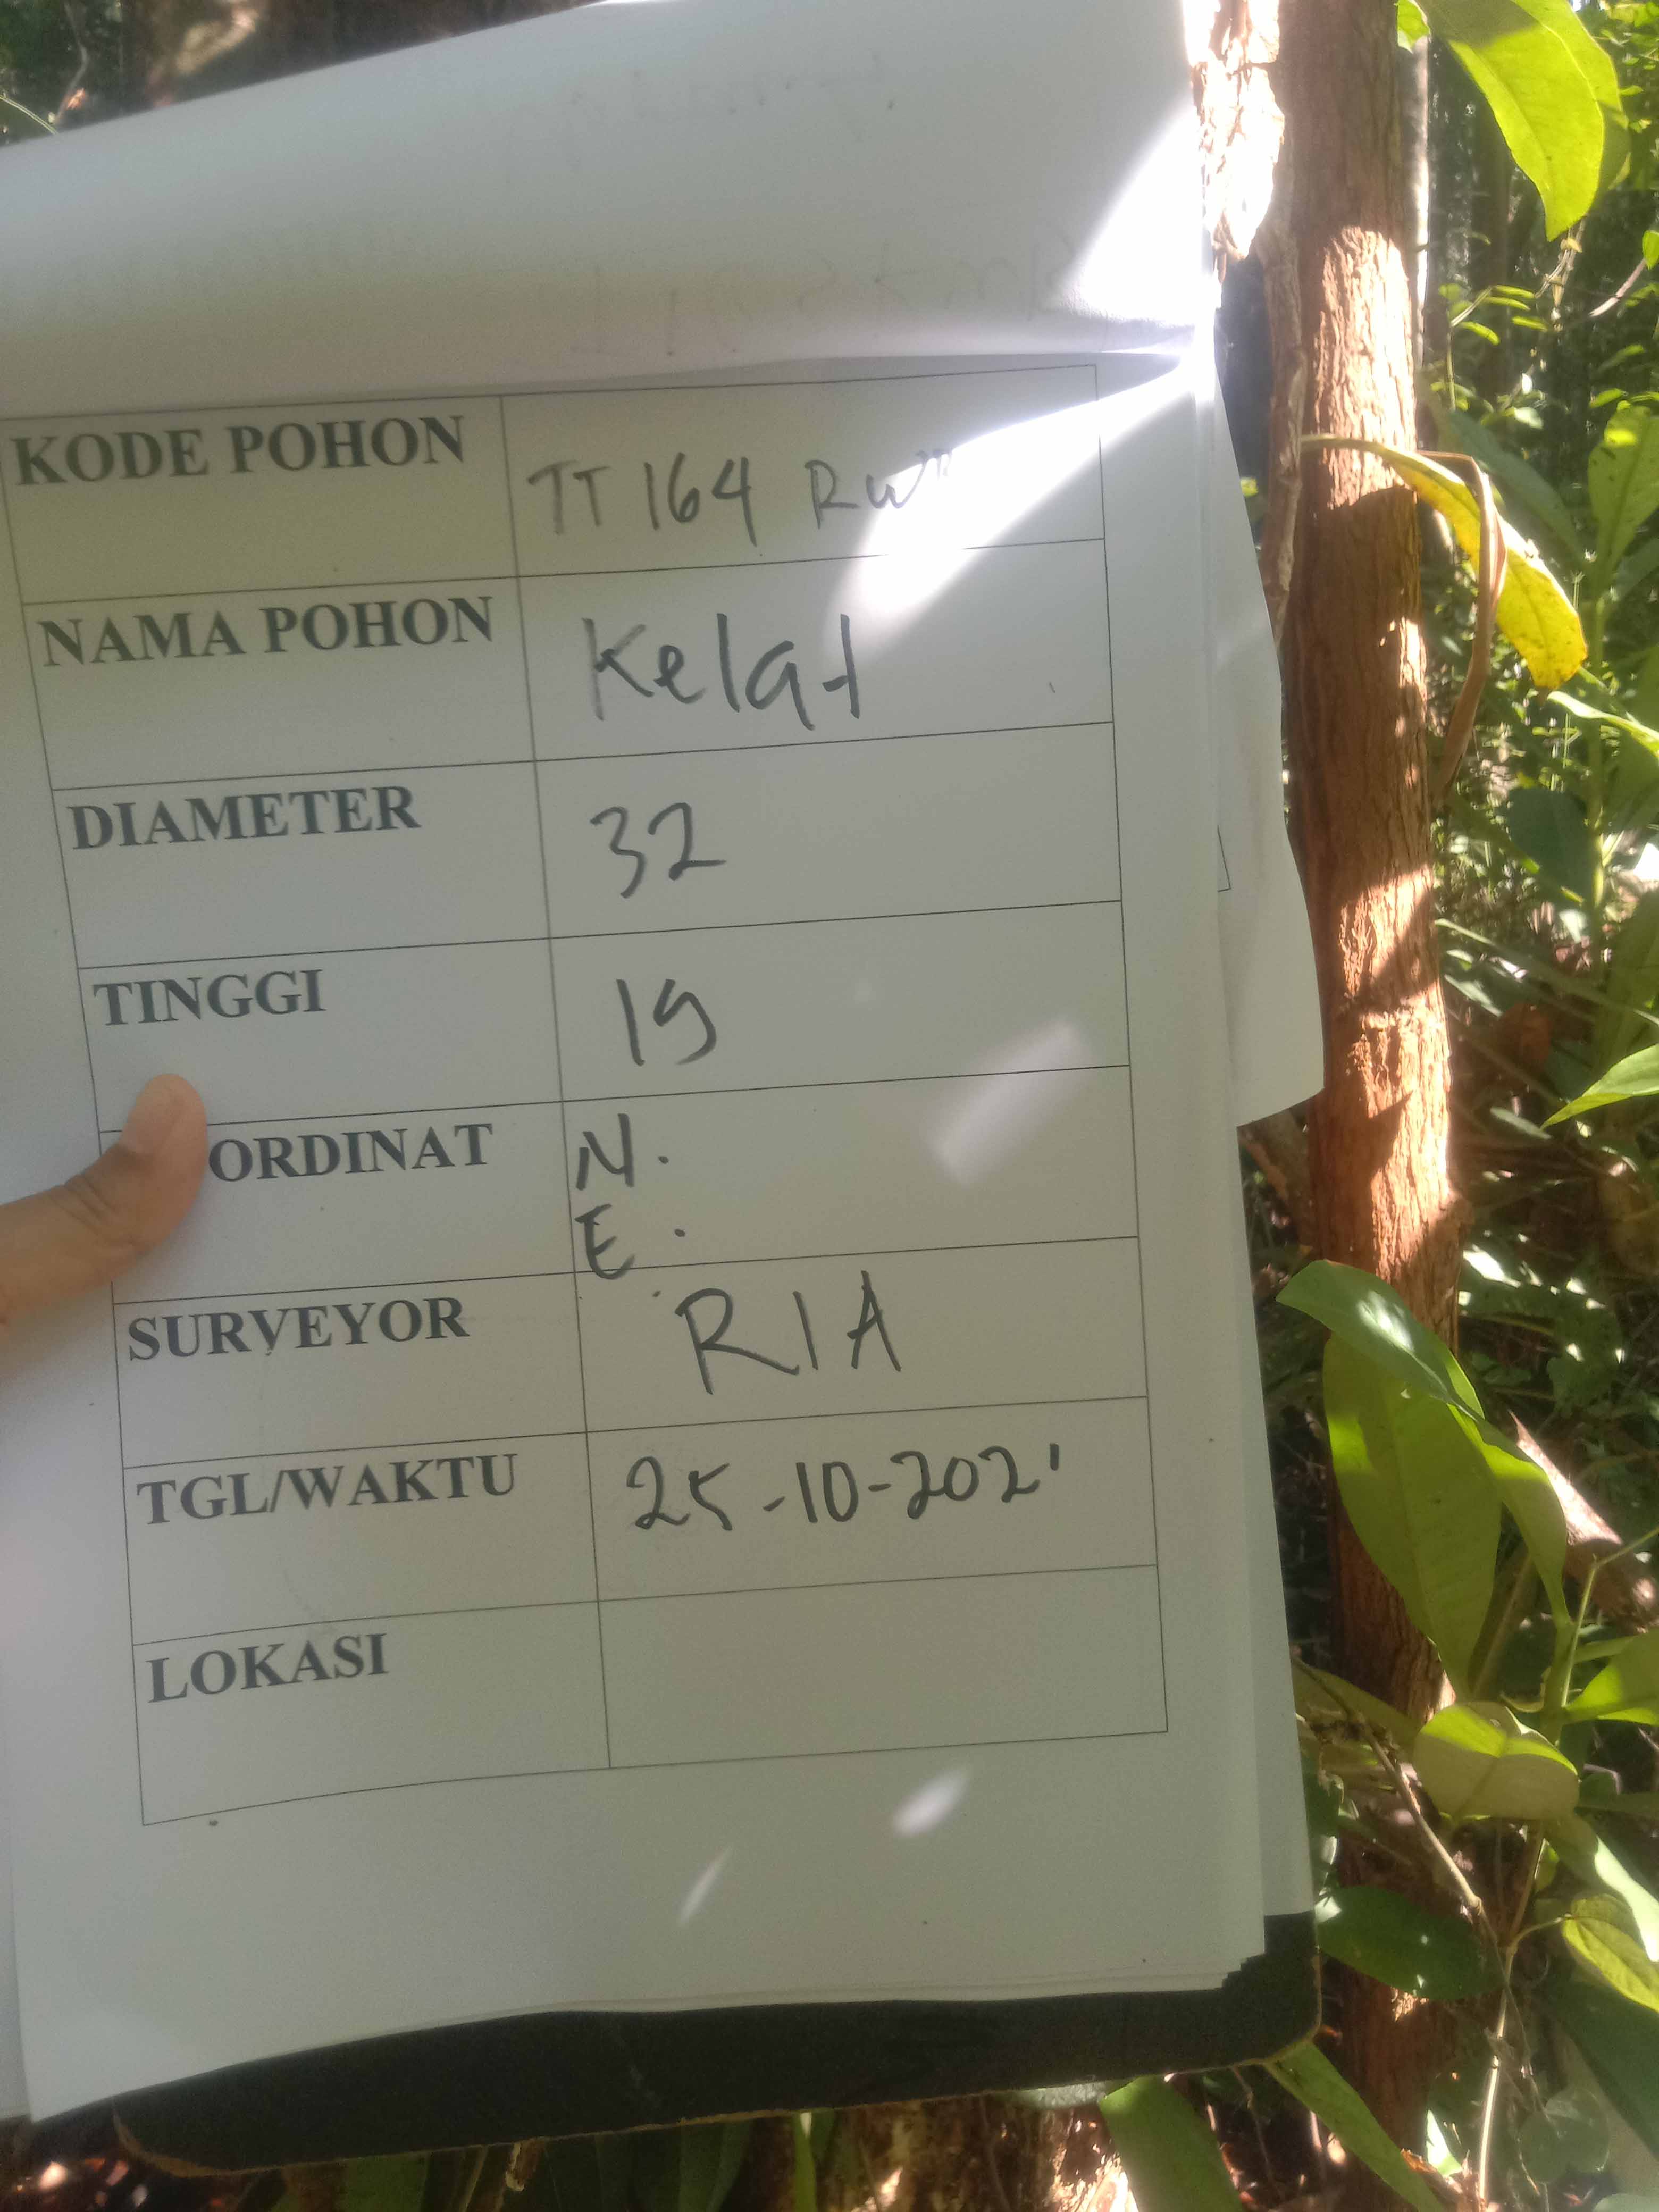 KODE POHON TT 164 RW
NAMA POHON Kelat
DIAMETER 32
TINGGI 19
ORDINAT N.
E.
SURVEYOR RIA
TGL/WAKTU 25-10-2021
LOKASI